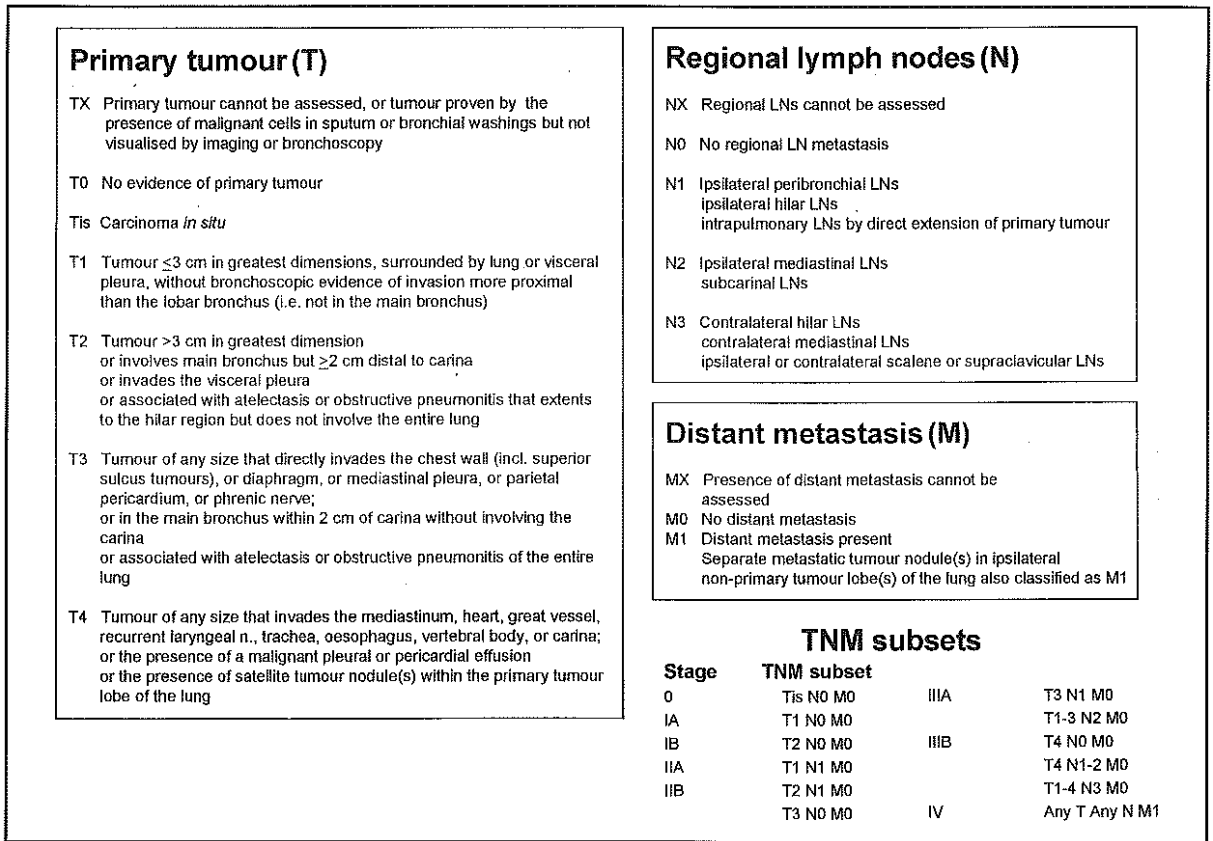 Primary tumour (T)
TX Primary tumour cannot be assessed, or tumour proven by the
presence of malignant cells in sputum or bronchial washings but not
visualised by imaging or bronchoscopy
T0 No evidence of primary tumour
Tis Carcinoma in situ
T1 Tumour ≤3 cm in greatest dimensions, surrounded by lung or visceral
pleura, without bronchoscopic evidence of invasion more proximal
than the lobar bronchus (i.e. not in the main bronchus)
T2 Tumour >3 cm in greatest dimension
or involves main bronchus but ≥2 cm distal to carina
or invades the visceral pleura
or associated with atelectasis or obstructive pneumonitis that extents
to the hilar region but does not involve the entire lung
T3 Tumour of any size that directly invades the chest wall (incl. superior
sulcus tumours), or diaphragm, or mediastinal pleura, or parietal
pericardium, or phrenic nerve;
or in the main bronchus within 2 cm of carina without involving the
carina
or associated with atelectasis or obstructive pneumonitis of the entire
lung
T4 Tumour of any size that invades the mediastinum, heart, great vessel,
recurrent laryngeal n., trachea, oesophagus, vertebral body, or carina;
or the presence of a malignant pleural or pericardial effusion
or the presence of satellite tumour nodule(s) within the primary tumour
lobe of the lung
Regional lymph nodes (N)
NX Regional LNs cannot be assessed
N0 No regional LN metastasis
N1 Ipsilateral peribronchial LNs
ipsilateral hilar LNs
intrapulmonary LNs by direct extension of primary tumour
N2 Ipsilateral mediastinal LNs
subcarinal LNs
N3 Contralateral hilar LNs
contralateral mediastinal LNs
ipsilateral or contralateral scalene or supraclavicular LNs
Distant metastasis (M)
MX Presence of distant metastasis cannot be
assessed
M0 No distant metastasis
M1 Distant metastasis present
Separate metastatic tumour nodule(s) in ipsilateral
non-primary tumour lobe(s) of the lung also classified as M1
TNM subsets
Stage TNM subset
0 Tis N0 M0 IIIA T3 N1 M0
IA T1 N0 M0 T1-3 N2 M0
IB T2 N0 M0 IIIB T4 N0 M0
IIA T1 N1 M0 T4 N1-2 M0
IIB T2 N1 M0 T1-4 N3 M0
T3 N0 M0 IV Any T Any N M1